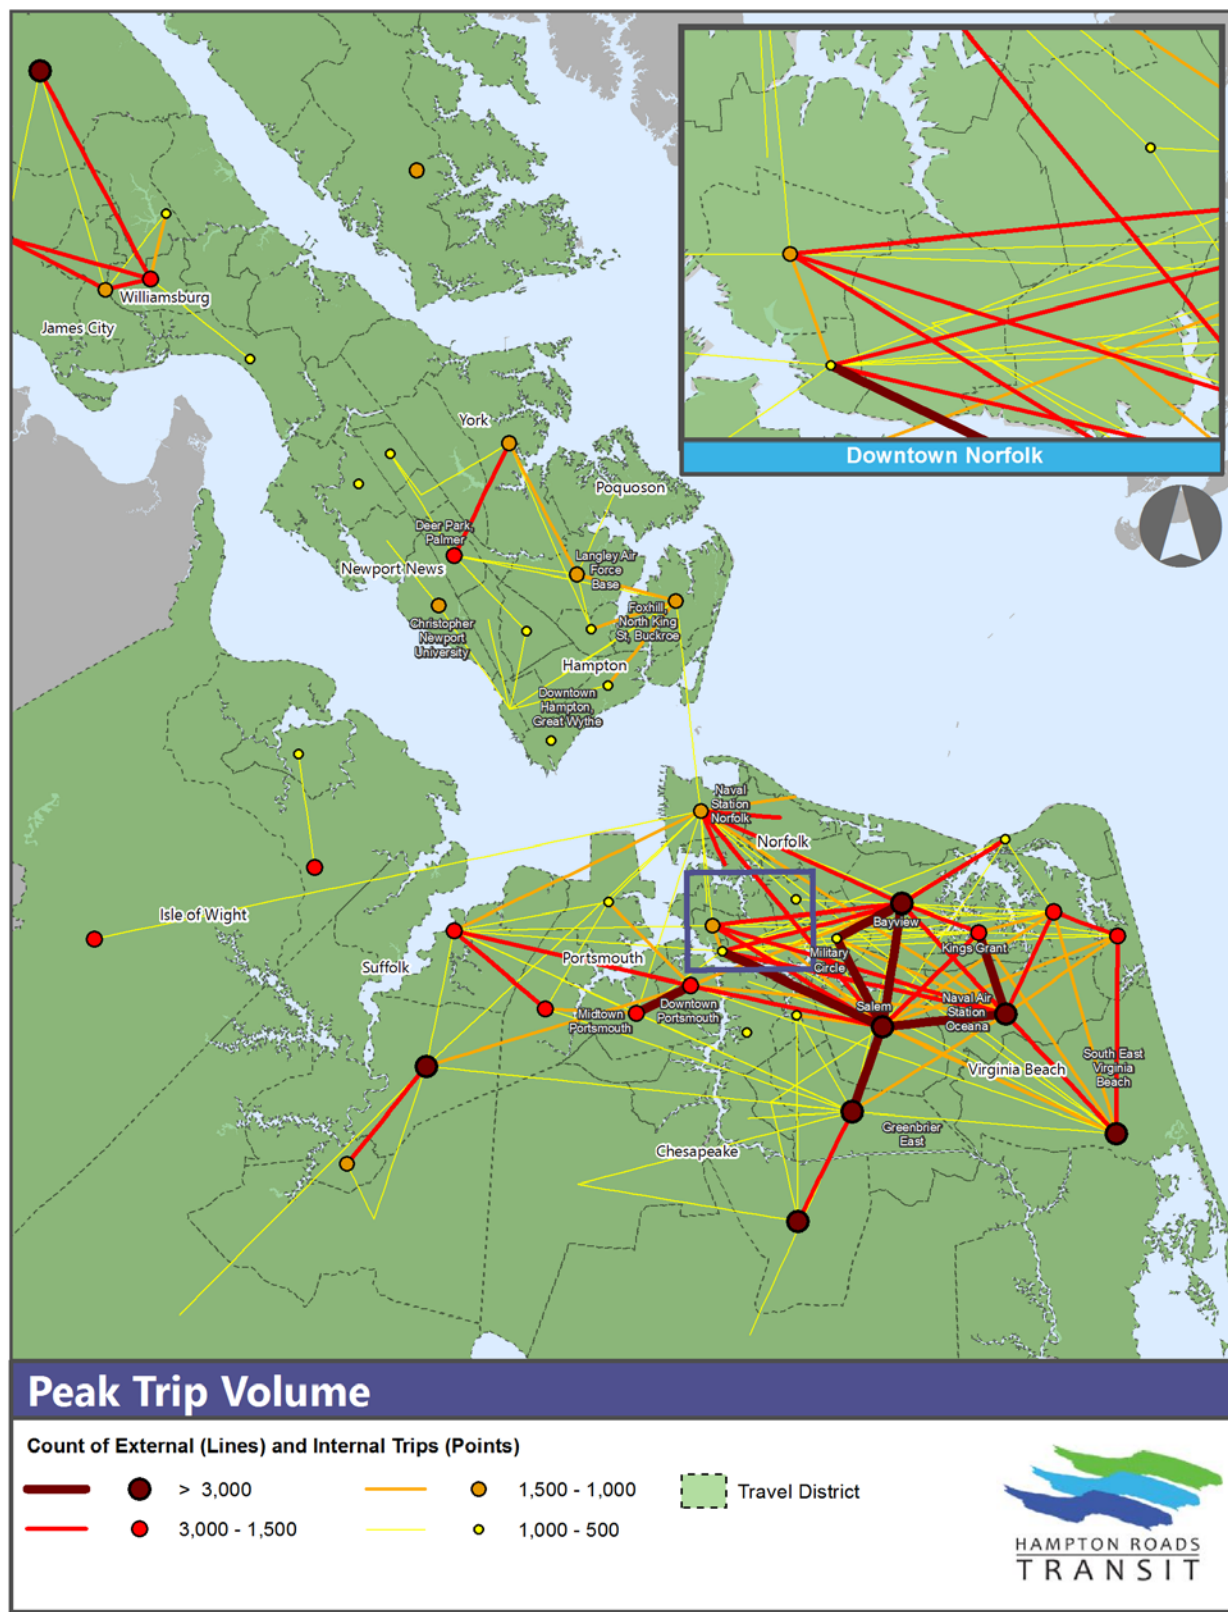 Downtown Norfolk
Williamsburg
James City
York
Poquoson
Deer Park,
Palmer
Newport News
Langley Air
Force
Base
Christopher
Newport
University
Foxhill,
North King
St, Buckroe
Hampton
Downtown
Hampton,
Great Wythe
Naval
Station
Norfolk
Norfolk
Isle of Wight
Suffolk
Portsmouth
Bayview
Military
Circle
Kings Grant
Midtown
Portsmouth
Downtown
Portsmouth
Salem
Naval Air
Station
Oceana
Virginia Beach
South East
Virginia
Beach
Greenbrier
East
Chesapeake
Peak Trip Volume
Count of External (Lines) and Internal Trips (Points)
> 3,000
3,000 - 1,500
1,500 - 1,000
1,000 - 500
Travel District
HAMPTON ROADS
TRANSIT